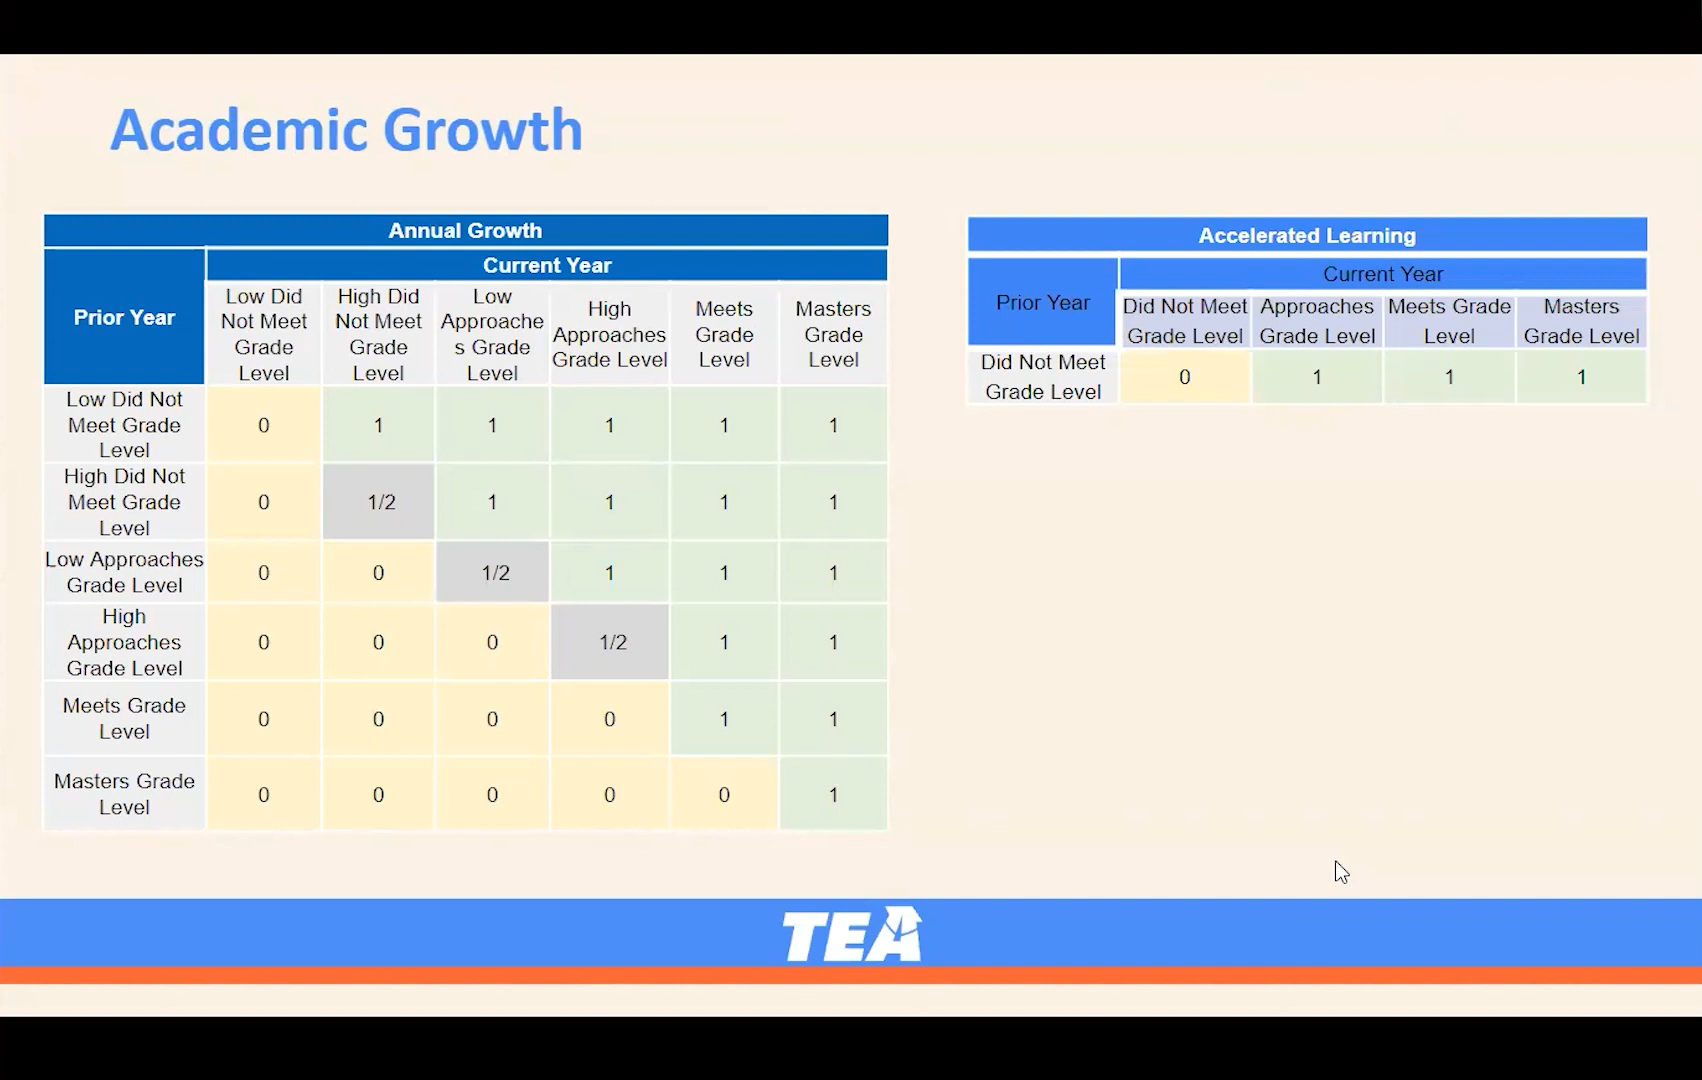 Academic Growth
Annual Growth
Prior Year
Current Year
Low Did
Not Meet
Grade
Level
High Did
Not Meet
Grade
Level
Low
Approache
s Grade
Level
High
Approaches
Grade Level
Meets
Grade
Level
Masters
Grade
Level
Low Did Not
Meet Grade
Level
0 1 1 1 1 1
High Did Not
Meet Grade
Level
0 1/2 1 1 1 1
Low Approaches
Grade Level
0 0 1/2 1 1 1
High
Approaches
Grade Level
0 0 0 1/2 1 1
Meets Grade
Level
0 0 0 0 1 1
Masters Grade
Level
0 0 0 0 0 1
Accelerated Learning
Prior Year
Current Year
Did Not Meet
Grade Level
Approaches
Grade Level
Meets Grade
Level
Masters
Grade Level
Did Not Meet
Grade Level
0 1 1 1
TEA